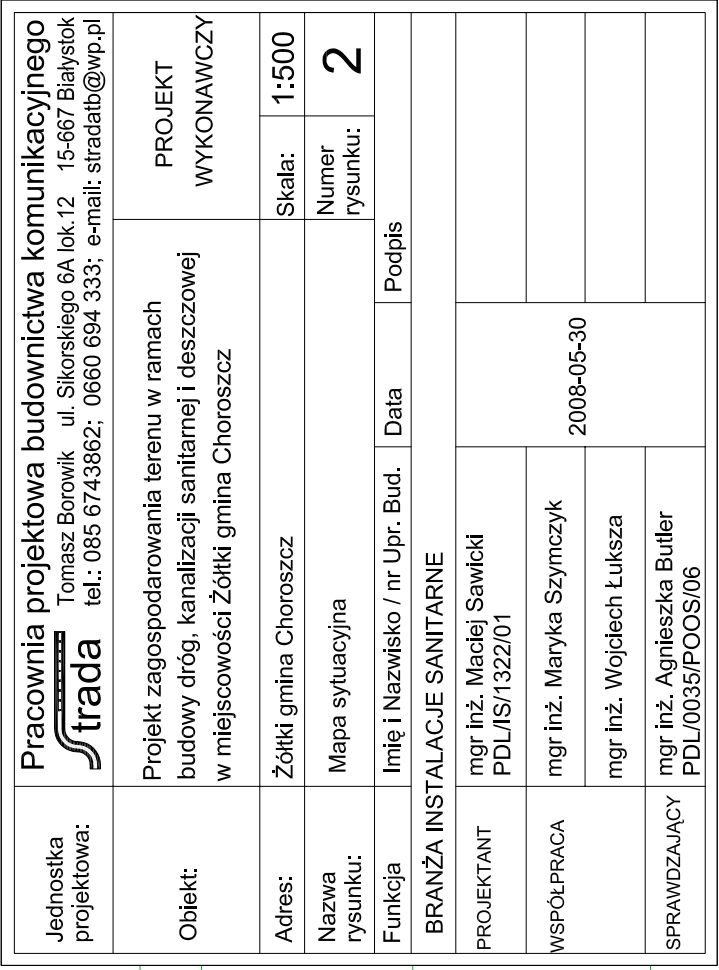 Jednostka
projektowa:
Pracownia projektowa budownictwa komunikacyjnego
strada
Tomasz Borowik ul. Sikorskiego 6A lok.12 15-667 Białystok
tel.: 085 6743862; 0660 694 333; e-mail: stradatb@wp.pl
Obiekt:
Projekt zagospodarowania terenu w ramach
budowy dróg, kanalizacji sanitarnej i deszczowej
w miejscowości Żółtki gmina Choroszcz
PROJEKT
WYKONAWCZY
Adres:
Żółtki gmina Choroszcz
Skala:
1:500
Nazwa
rysunku:
Mapa sytuacyjna
Numer
rysunku:
2
Funkcja
Imię i Nazwisko / nr Upr. Bud.
Data
Podpis
BRANŻA INSTALACJE SANITARNE
PROJEKTANT
mgr inż. Maciej Sawicki
PDL/IS/1322/01
2008-05-30
WSPÓŁPRACA
mgr inż. Maryka Szymczyk
mgr inż. Wojciech Łuksza
SPRAWDZAJĄCY
mgr inż. Agnieszka Butler
PDL/0035/POOS/06